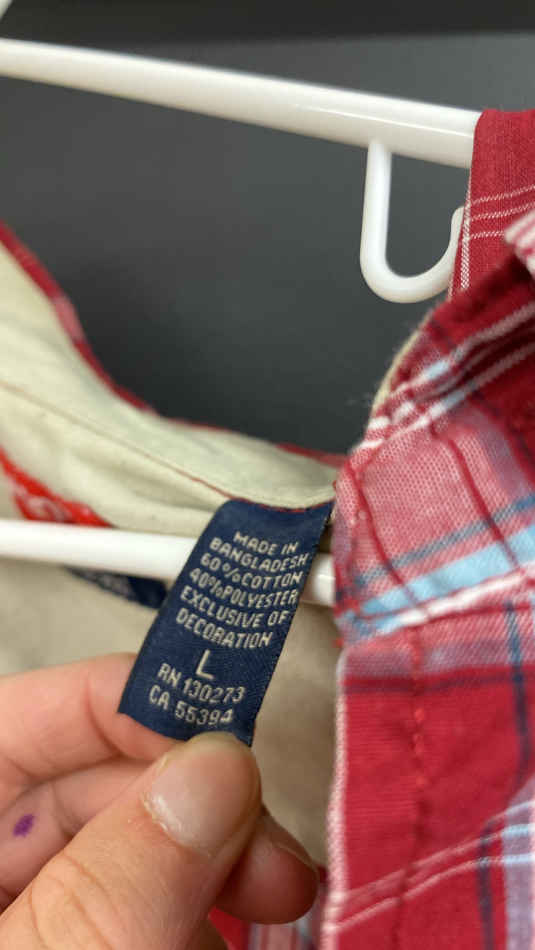 MADE IN
BANGLADESH
60%COTTON
40%POLYESTER
EXCLUSIVE OF
DECORATION
L
RN 130273
CA 55394